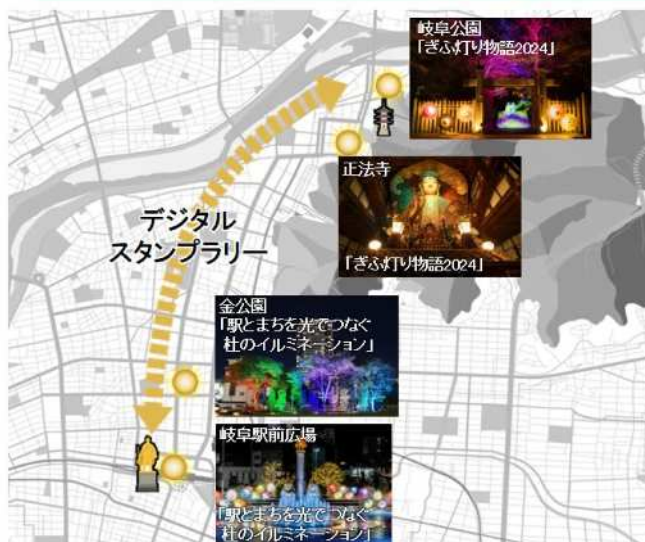 岐阜公園
「ぎふ灯り物語2024」
正法寺
「ぎふ灯り物語2024」
デジタル
スタンプラリー
金公園
「駅とまちを光でつなぐ
杜のイルミネーション」
岐阜駅前広場
「駅とまちを光でつなぐ
杜のイルミネーション」